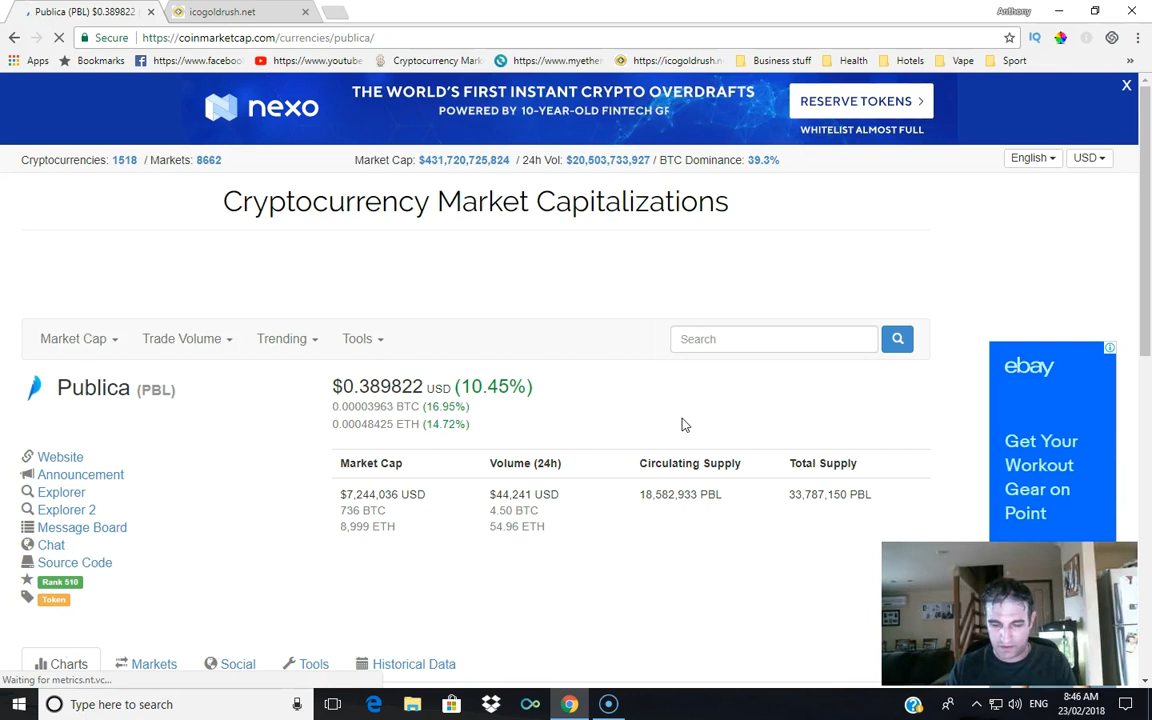 Publica (PBL) $0.389822
icogoldrush.net
Anthony
Secure
https://coinmarketcap.com/currencies/publica/
Apps
Bookmarks
https://www.faceboo
https://www.youtube
Cryptocurrency Mark
https://www.myether
https://icogoldrush.n
Business stuff
Health
Hotels
Vape
Sport
nexo
THE WORLD'S FIRST INSTANT CRYPTO OVERDRAFTS
POWERED BY 10-YEAR-OLD FINTECH GF
RESERVE TOKENS
WHITELIST ALMOST FULL
X
Cryptocurrencies: 1518 / Markets: 8662
Market Cap: $431,720,725,824 / 24h Vol: $20,503,733,927 / BTC Dominance: 39.3%
English
USD
Cryptocurrency Market Capitalizations
Market Cap
Trade Volume
Trending
Tools
Search
Publica (PBL)
$0.389822 USD (10.45%)
0.00003963 BTC (16.95%)
0.00048425 ETH (14.72%)
Website
Announcement
Explorer
Explorer 2
Message Board
Chat
Source Code
Rank 510
Token
Market Cap
Volume (24h)
Circulating Supply
Total Supply
$7,244,036 USD
$44,241 USD
18,582,933 PBL
33,787,150 PBL
736 BTC
4.50 BTC
8,999 ETH
54.96 ETH
ebay
Get Your
Workout
Gear on
Point
Charts
Markets
Social
Tools
Historical Data
Waiting for metrics.nt.vc...
Type here to search
ENG
8:46 AM
23/02/2018